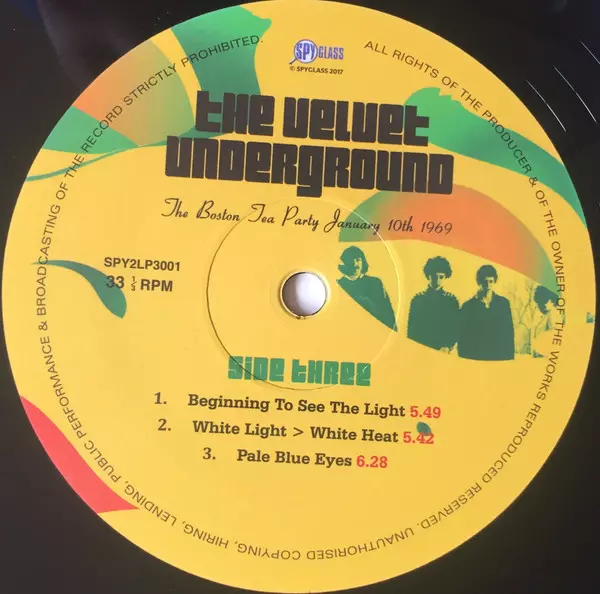 SPYGLASS
© SPYGLASS 2017
THE VELVET
UNDERGROUND
The Boston Tea Party January 10th 1969
SPY2LP3001
33 ⅓ RPM
SIDE THREE
1. Beginning To See The Light 5.49
2. White Light > White Heat 5.42
3. Pale Blue Eyes 6.28
ALL RIGHTS OF THE PRODUCER & OF THE OWNER OF THE WORKS REPRODUCED RESERVED. UNAUTHORISED COPYING, HIRING, LENDING, PUBLIC PERFORMANCE & BROADCASTING OF THE RECORD STRICTLY PROHIBITED.